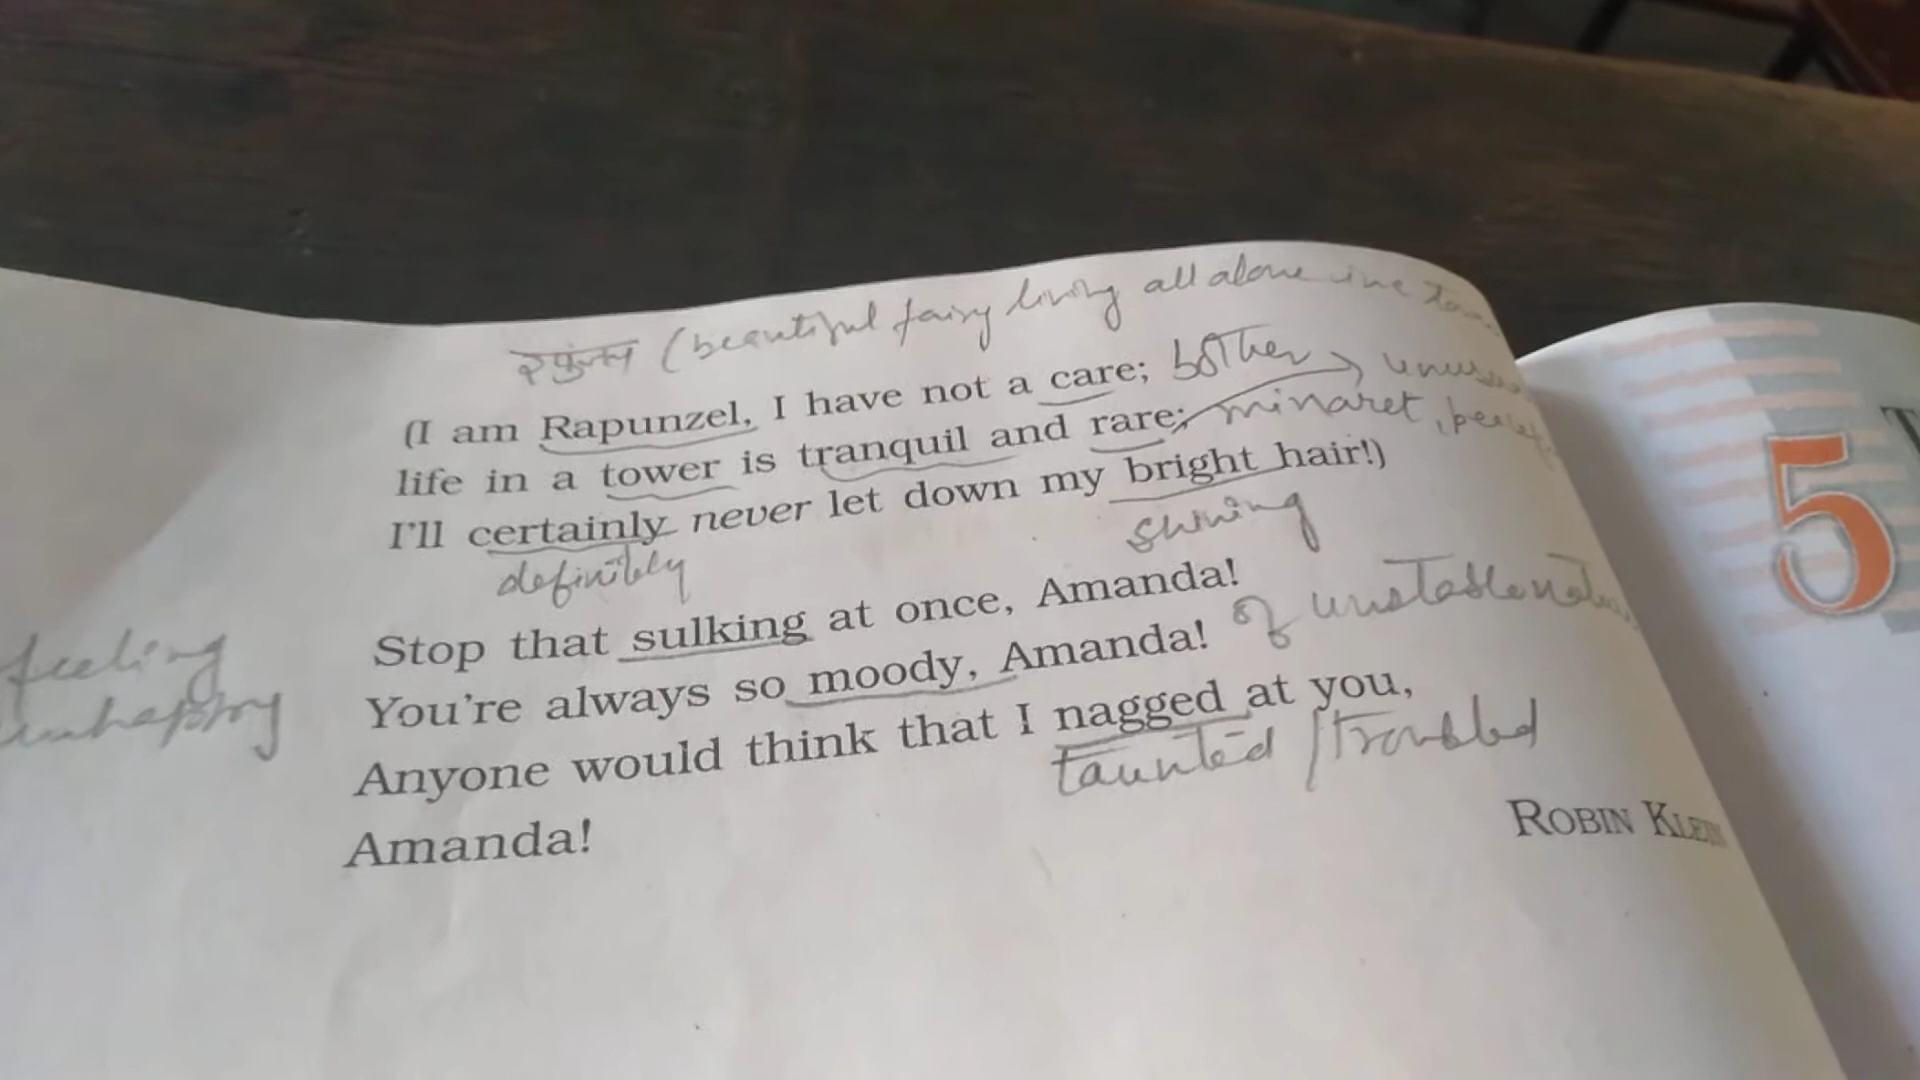 (beautiful fairy living all alone in
(I am Rapunzel, I have not a care; bother
life in a tower is tranquil and rare; minaret,
I'll certainly never let down my bright hair!)
definitely
shining
Stop that sulking at once, Amanda!
feeling
unhappy
You're always so moody, Amanda! of unstable
Anyone would think that I nagged at you,
taunted / troubled
Amanda!
ROBIN KLEIN
5